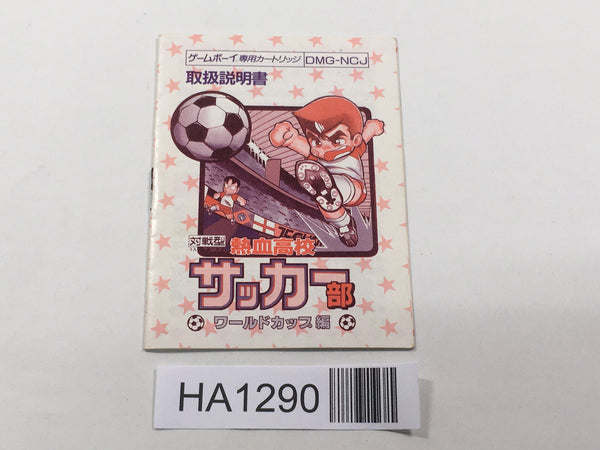 ゲームボーイ専用カートリッジ DMG-NCJ
取扱説明書
対戦型
熱血高校
サッカー部
ワールドカップ編
HA1290